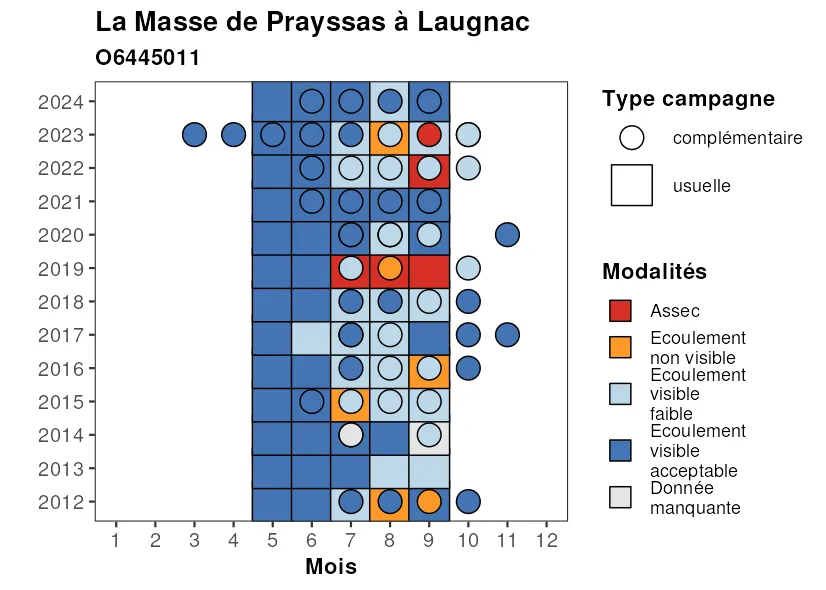 La Masse de Prayssas à Laugnac
O6445011
2024
2023
2022
2021
2020
2019
2018
2017
2016
2015
2014
2013
2012
1 2 3 4 5 6 7 8 9 10 11 12
Mois
Type campagne
complémentaire
usuelle
Modalités
Assec
Ecoulement
non visible
Ecoulement
visible
faible
Ecoulement
visible
acceptable
Donnée
manquante